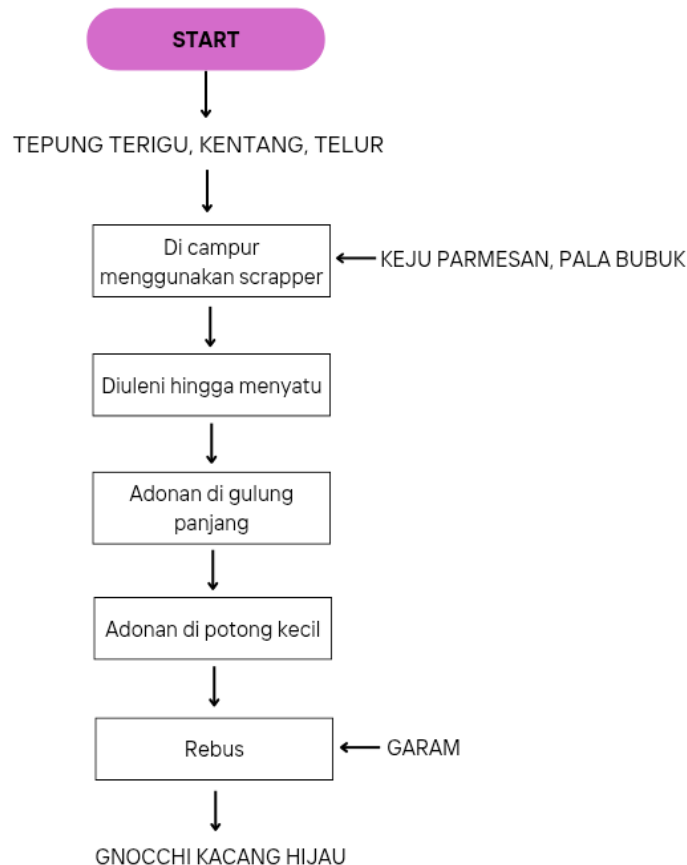 START
TEPUNG TERIGU, KENTANG, TELUR
Di campur
menggunakan scrapper
KEJU PARMESAN, PALA BUBUK
Diuleni hingga menyatu
Adonan di gulung
panjang
Adonan di potong kecil
Rebus
GARAM
GNOCCHI KACANG HIJAU